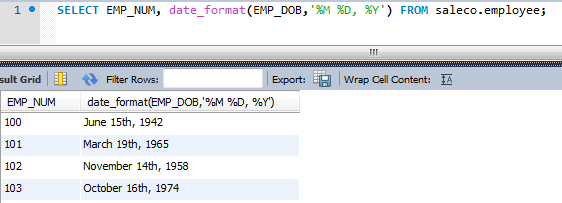 1 SELECT EMP_NUM, date_format(EMP_DOB,'%M %D, %Y') FROM saleco.employee;
sult Grid Filter Rows: Export: Wrap Cell Content:
EMP_NUM date_format(EMP_DOB,'%M %D, %Y')
100 June 15th, 1942
101 March 19th, 1965
102 November 14th, 1958
103 October 16th, 1974